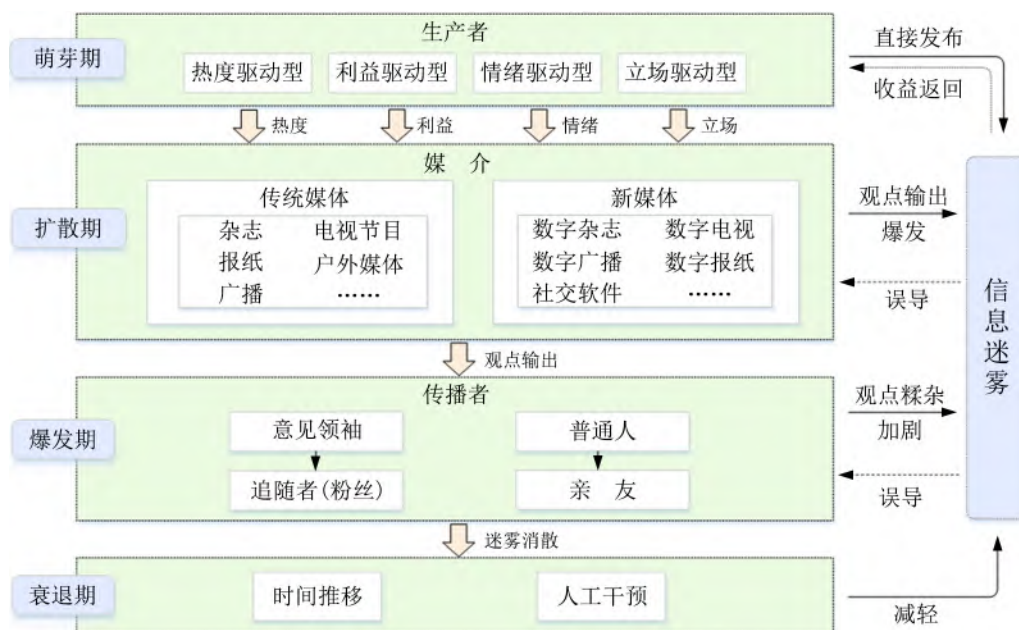 生产者
萌芽期
热度驱动型 利益驱动型 情绪驱动型 立场驱动型
直接发布
收益返回
热度 利益 情绪 立场
媒 介
传统媒体 新媒体
扩散期
杂志 电视节目
报纸 户外媒体
广播 ……
数字杂志 数字电视
数字广播 数字报纸
社交软件 ……
观点输出
爆发
误导
信息迷雾
观点输出
传播者
爆发期
意见领袖 普通人
追随者(粉丝) 亲 友
观点糅杂
加剧
误导
迷雾消散
衰退期
时间推移 人工干预
减轻